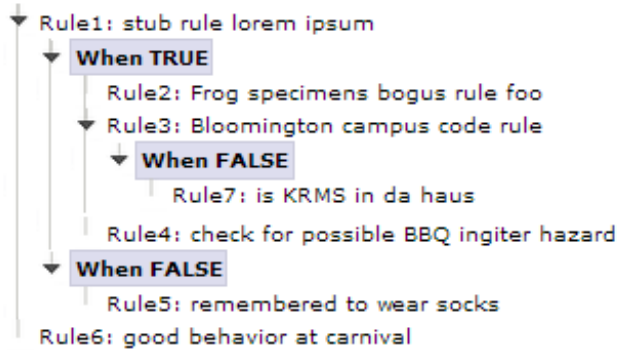 Rule1: stub rule lorem ipsum
When TRUE
Rule2: Frog specimens bogus rule foo
Rule3: Bloomington campus code rule
When FALSE
Rule7: is KRMS in da haus
Rule4: check for possible BBQ ingiter hazard
When FALSE
Rule5: remembered to wear socks
Rule6: good behavior at carnival